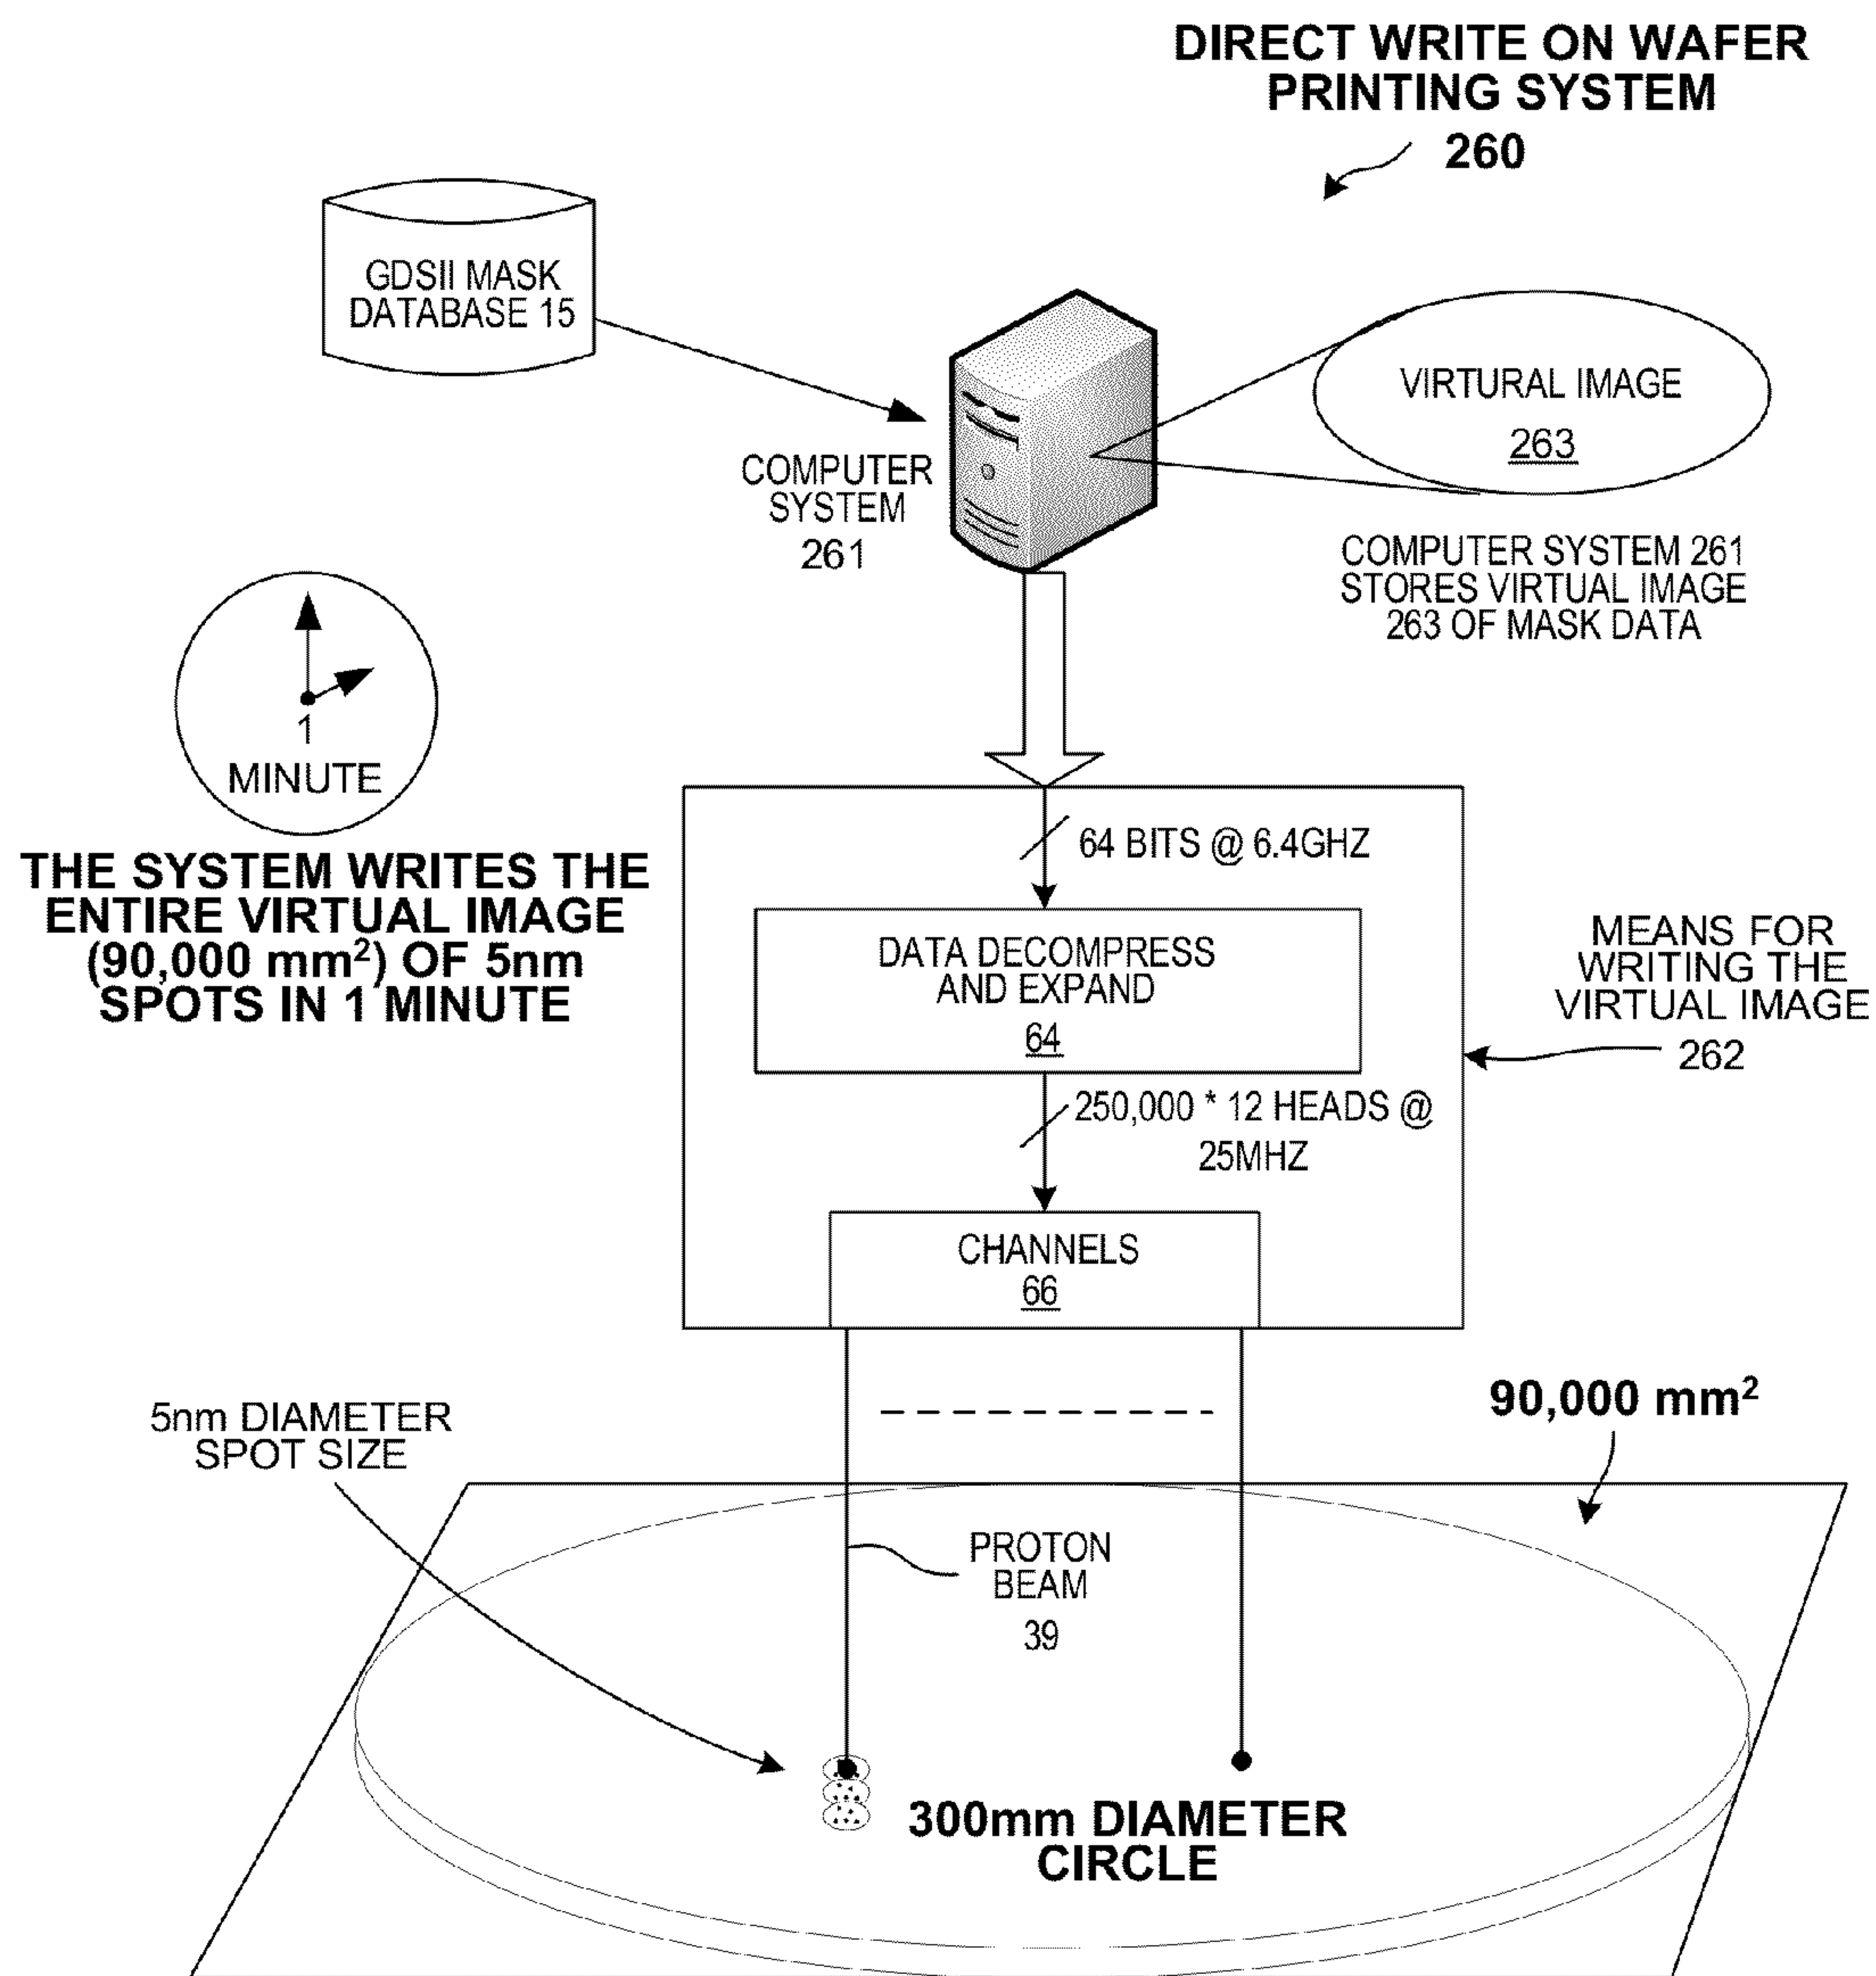 DIRECT WRITE ON WAFER
PRINTING SYSTEM
260
GDSII MASK
DATABASE 15
VIRTURAL IMAGE
263
COMPUTER
SYSTEM
261
COMPUTER SYSTEM 261
STORES VIRTUAL IMAGE
263 OF MASK DATA
1
MINUTE
THE SYSTEM WRITES THE
ENTIRE VIRTUAL IMAGE
(90,000 mm²) OF 5nm
SPOTS IN 1 MINUTE
64 BITS @ 6.4GHZ
DATA DECOMPRESS
AND EXPAND
64
MEANS FOR
WRITING THE
VIRTUAL IMAGE
262
250,000 * 12 HEADS @
25MHZ
CHANNELS
66
5nm DIAMETER
SPOT SIZE
90,000 mm²
PROTON
BEAM
39
300mm DIAMETER
CIRCLE